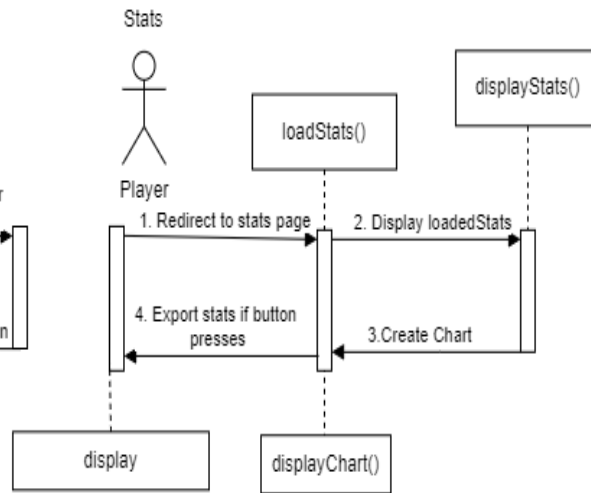 Stats
displayStats()
loadStats()
Player
1. Redirect to stats page
2. Display loadedStats
4. Export stats if button
presses
3.Create Chart
display
displayChart()